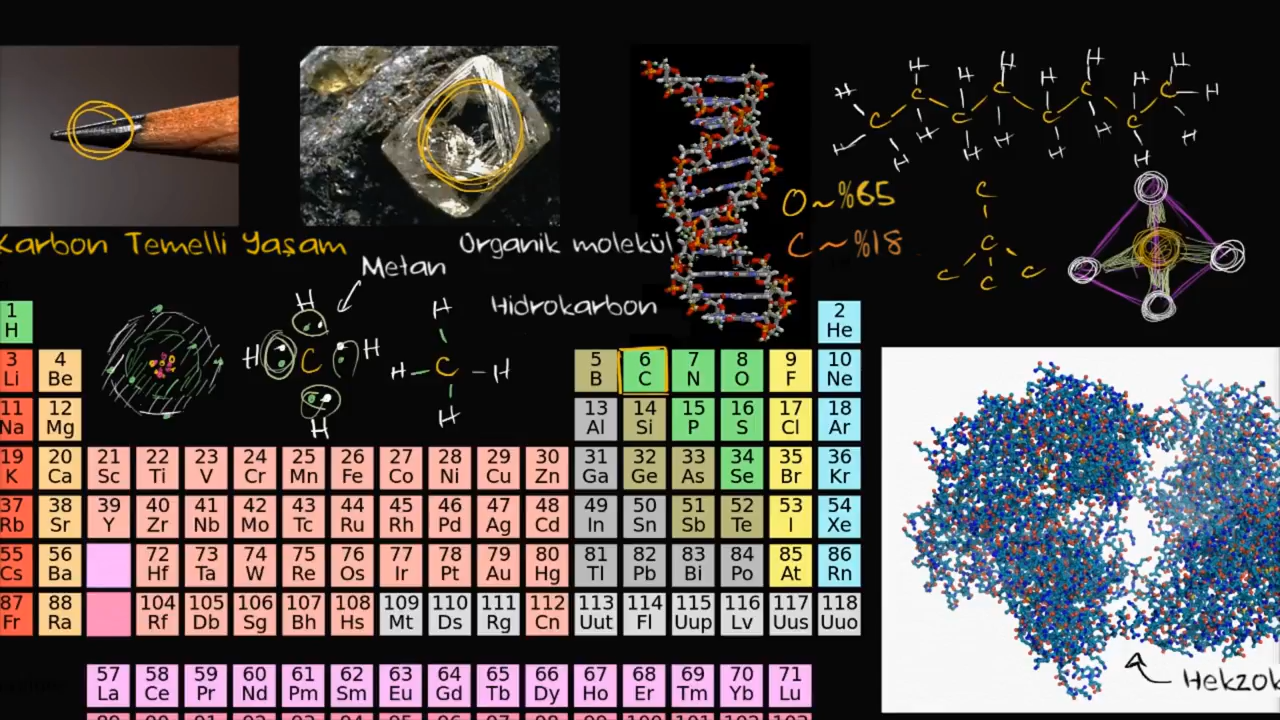 O ~ %65
C ~ %18
Karbon Temelli Yaşam
Organik molekül
Metan
Hidrokarbon
H H H H H H H H H
C C C C C C C C
H H H H H H H H H
C
C
C C C
H
H C H
H
H
H - C - H
H
1 H 2 He
3 Li 4 Be 5 B 6 C 7 N 8 O 9 F 10 Ne
11 Na 12 Mg 13 Al 14 Si 15 P 16 S 17 Cl 18 Ar
19 K 20 Ca 21 Sc 22 Ti 23 V 24 Cr 25 Mn 26 Fe 27 Co 28 Ni 29 Cu 30 Zn 31 Ga 32 Ge 33 As 34 Se 35 Br 36 Kr
37 Rb 38 Sr 39 Y 40 Zr 41 Nb 42 Mo 43 Tc 44 Ru 45 Rh 46 Pd 47 Ag 48 Cd 49 In 50 Sn 51 Sb 52 Te 53 I 54 Xe
55 Cs 56 Ba 72 Hf 73 Ta 74 W 75 Re 76 Os 77 Ir 78 Pt 79 Au 80 Hg 81 Tl 82 Pb 83 Bi 84 Po 85 At 86 Rn
87 Fr 88 Ra 104 Rf 105 Db 106 Sg 107 Bh 108 Hs 109 Mt 110 Ds 111 Rg 112 Cn 113 Uut 114 Fl 115 Uup 116 Lv 117 Uus 118 Uuo
57 La 58 Ce 59 Pr 60 Nd 61 Pm 62 Sm 63 Eu 64 Gd 65 Tb 66 Dy 67 Ho 68 Er 69 Tm 70 Yb 71 Lu
Hekzok